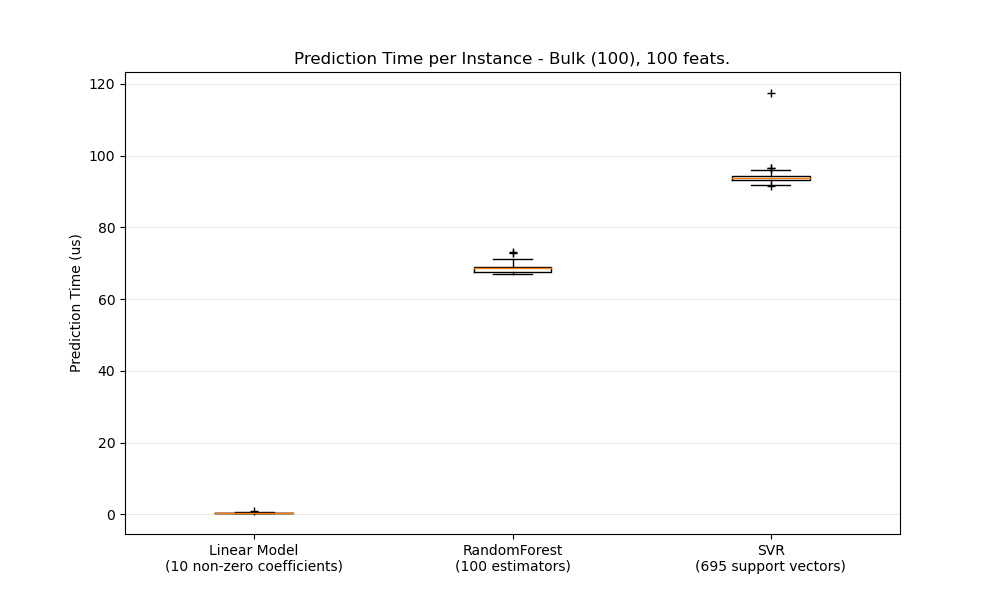 Prediction Time per Instance - Bulk (100), 100 feats.
Prediction Time (us)
120
100
80
60
40
20
0
Linear Model
(10 non-zero coefficients)
RandomForest
(100 estimators)
SVR
(695 support vectors)